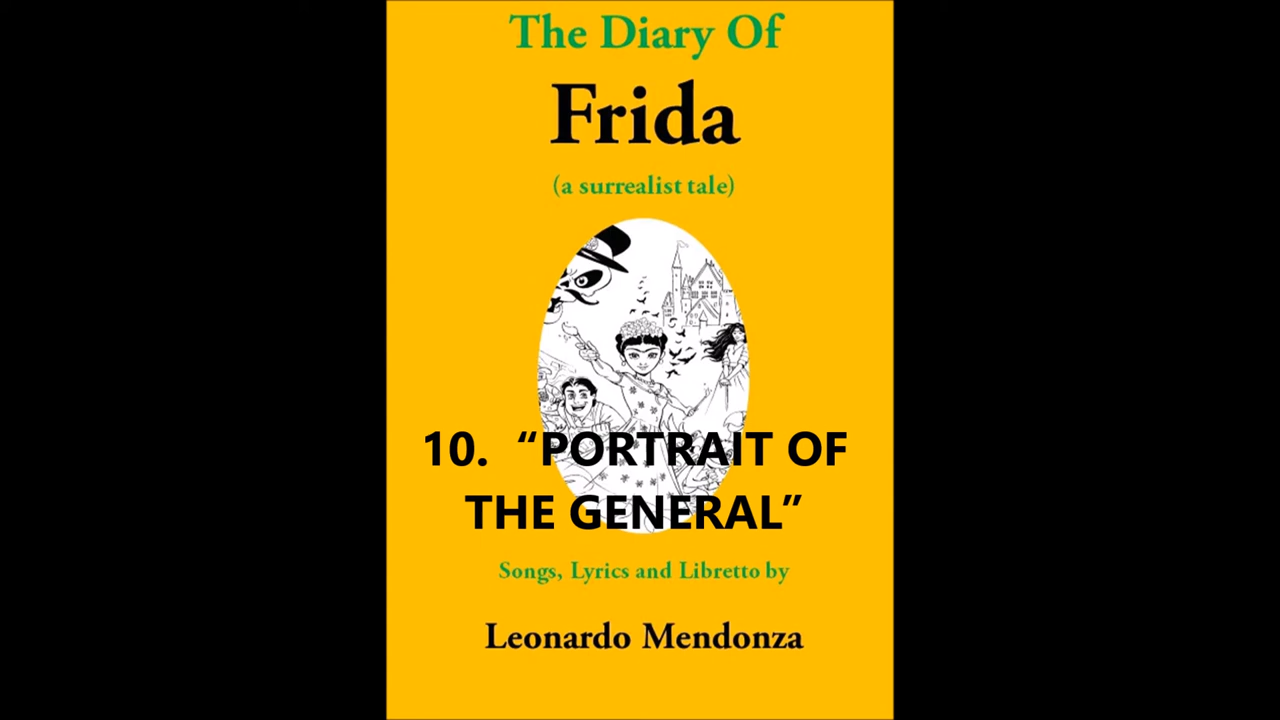 The Diary Of
Frida
(a surrealist tale)
10. “PORTRAIT OF
THE GENERAL”
Songs, Lyrics and Libretto by
Leonardo Mendonza